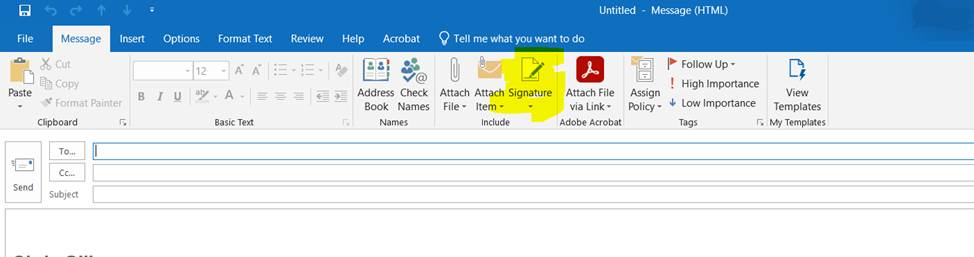 Untitled - Message (HTML)
File Message Insert Options Format Text Review Help Acrobat Tell me what you want to do
Paste
Cut
Copy
Format Painter
Clipboard
12
B I U
Basic Text
Address Book
Check Names
Names
Attach File
Attach Item
Signature
Include
Attach File via Link
Adobe Acrobat
Assign Policy
Follow Up
High Importance
Low Importance
Tags
View Templates
My Templates
Send
To...
Cc...
Subject